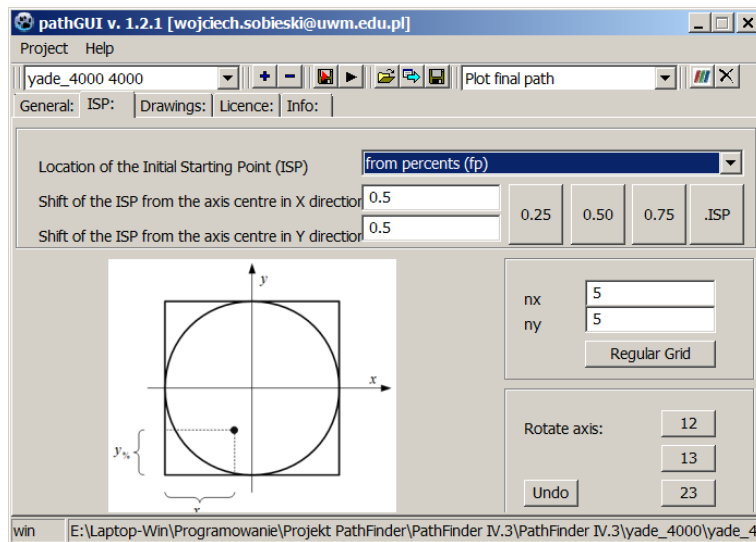 pathGUI v. 1.2.1 [wojciech.sobieski@uwm.edu.pl]
Project Help
yade_4000 4000 Plot final path
General: ISP: Drawings: Licence: Info:
Location of the Initial Starting Point (ISP) from percents (fp)
Shift of the ISP from the axis centre in X direction 0.5
0.25 0.50 0.75 .ISP
Shift of the ISP from the axis centre in Y direction 0.5
y
x
y%
x
nx 5
ny 5
Regular Grid
Rotate axis: 12
13
Undo 23
win E:\Laptop-Win\Programowanie\Projekt PathFinder\PathFinder IV.3\PathFinder IV.3\yade_4000\yade_4